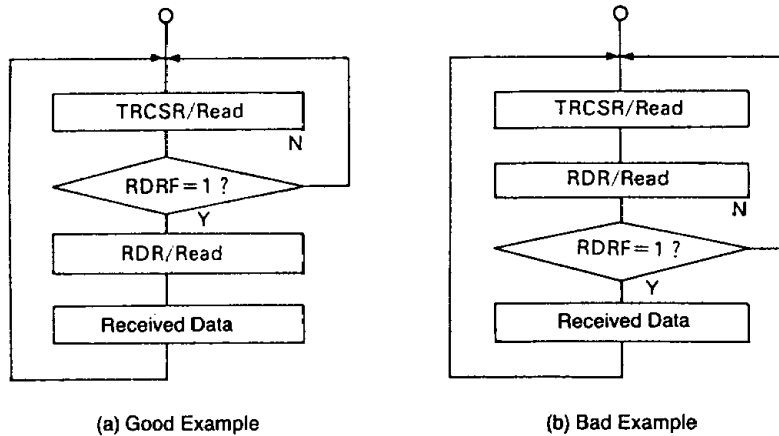 TRCSR/Read
N
RDRF=1 ?
Y
RDR/Read
Received Data
(a) Good Example
TRCSR/Read
RDR/Read
N
RDRF=1 ?
Y
Received Data
(b) Bad Example